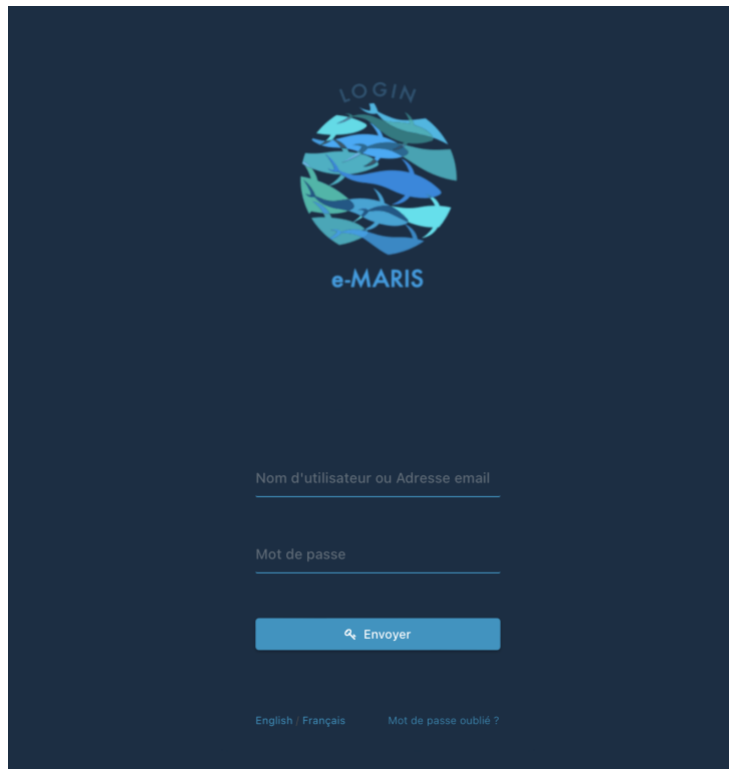 LOGIN
e-MARIS
Nom d'utilisateur ou Adresse email
Mot de passe
Envoyer
English / Français Mot de passe oublié ?